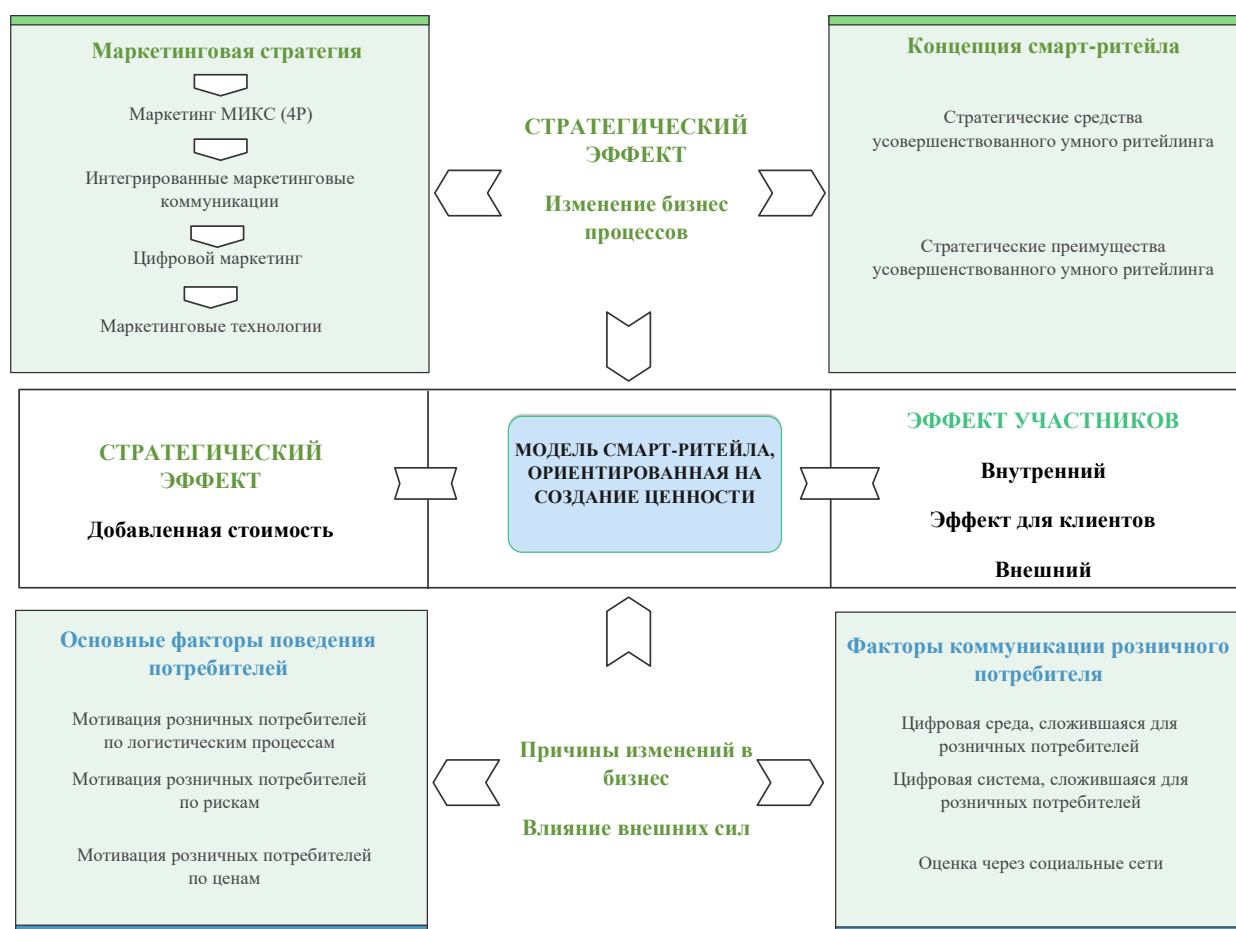 Маркетинговая стратегия
Маркетинг МИКС (4P)
Интегрированные маркетинговые
коммуникации
Цифровой маркетинг
Маркетинговые технологии
СТРАТЕГИЧЕСКИЙ
ЭФФЕКТ
Изменение бизнес
процессов
Концепция смарт-ритейла
Стратегические средства
усовершенствованного умного ритейлинга
Стратегические преимущества
усовершенствованного умного ритейлинга
СТРАТЕГИЧЕСКИЙ
ЭФФЕКТ
Добавленная стоимость
МОДЕЛЬ СМАРТ-РИТЕЙЛА,
ОРИЕНТИРОВАННАЯ НА
СОЗДАНИЕ ЦЕННОСТИ
ЭФФЕКТ УЧАСТНИКОВ
Внутренний
Эффект для клиентов
Внешний
Основные факторы поведения
потребителей
Мотивация розничных потребителей
по логистическим процессам
Мотивация розничных потребителей
по рискам
Мотивация розничных потребителей
по ценам
Причины изменений в
бизнес
Влияние внешних сил
Факторы коммуникации розничного
потребителя
Цифровая среда, сложившаяся для
розничных потребителей
Цифровая система, сложившаяся для
розничных потребителей
Оценка через социальные сети